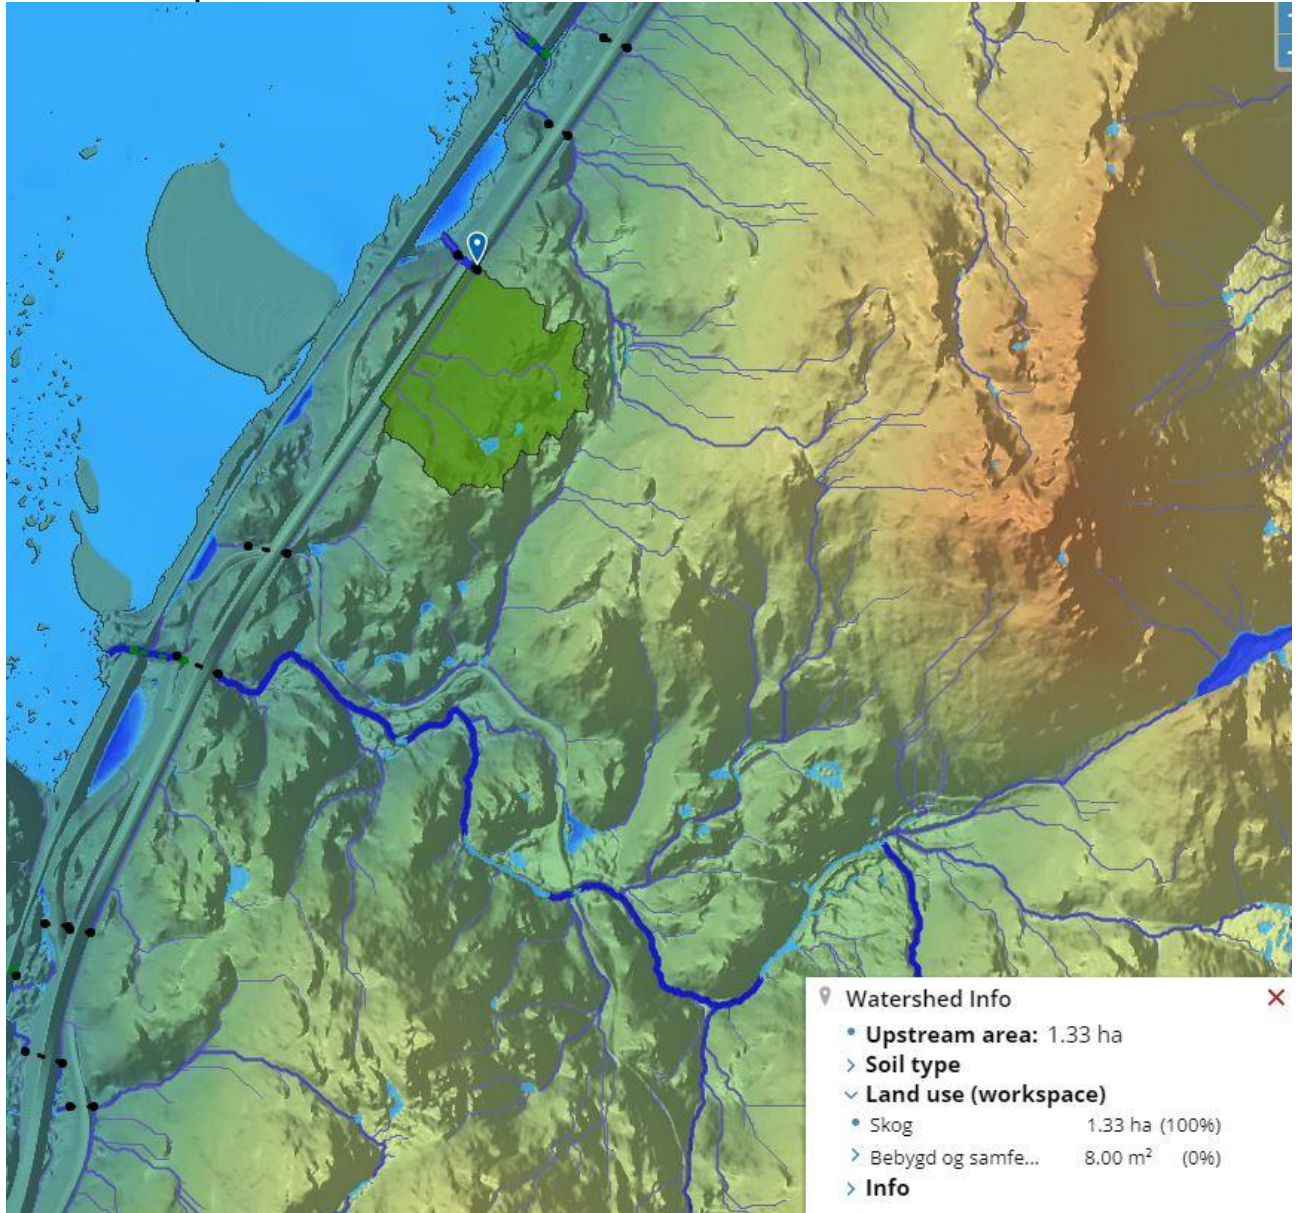 Watershed Info
Upstream area: 1.33 ha
Soil type
Land use (workspace)
Skog 1.33 ha (100%)
Bebygd og samfe... 8.00 m² (0%)
Info